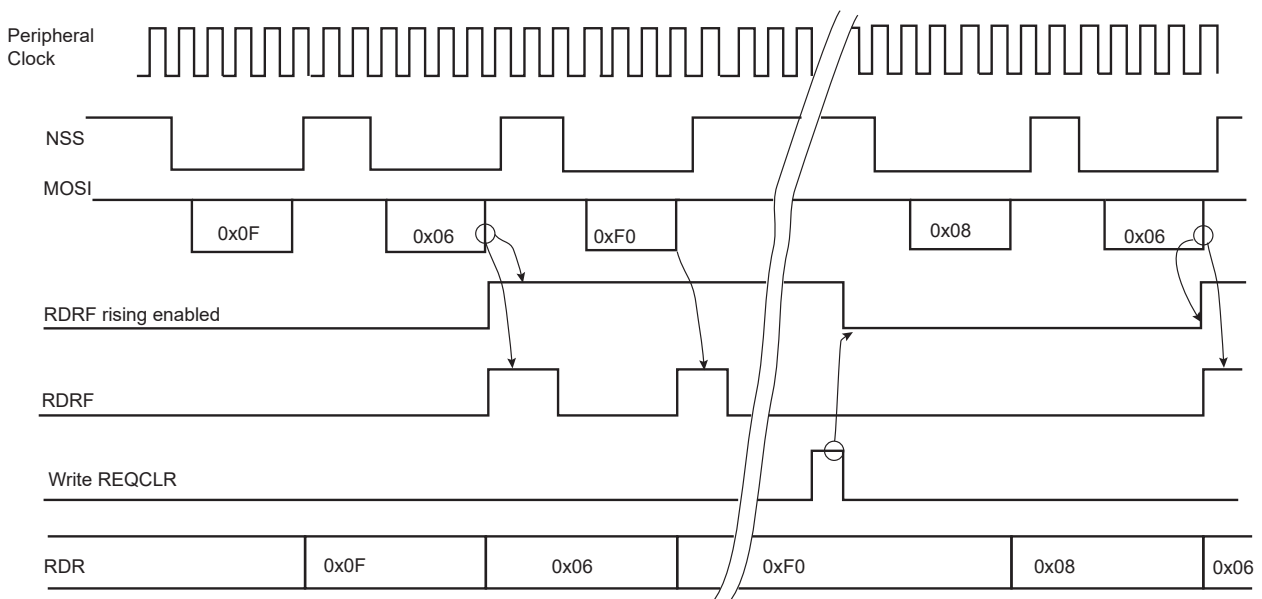 Peripheral
Clock
NSS
MOSI
0x0F
0x06
0xF0
0x08
0x06
RDRF rising enabled
RDRF
Write REQCLR
RDR
0x0F
0x06
0xF0
0x08
0x06